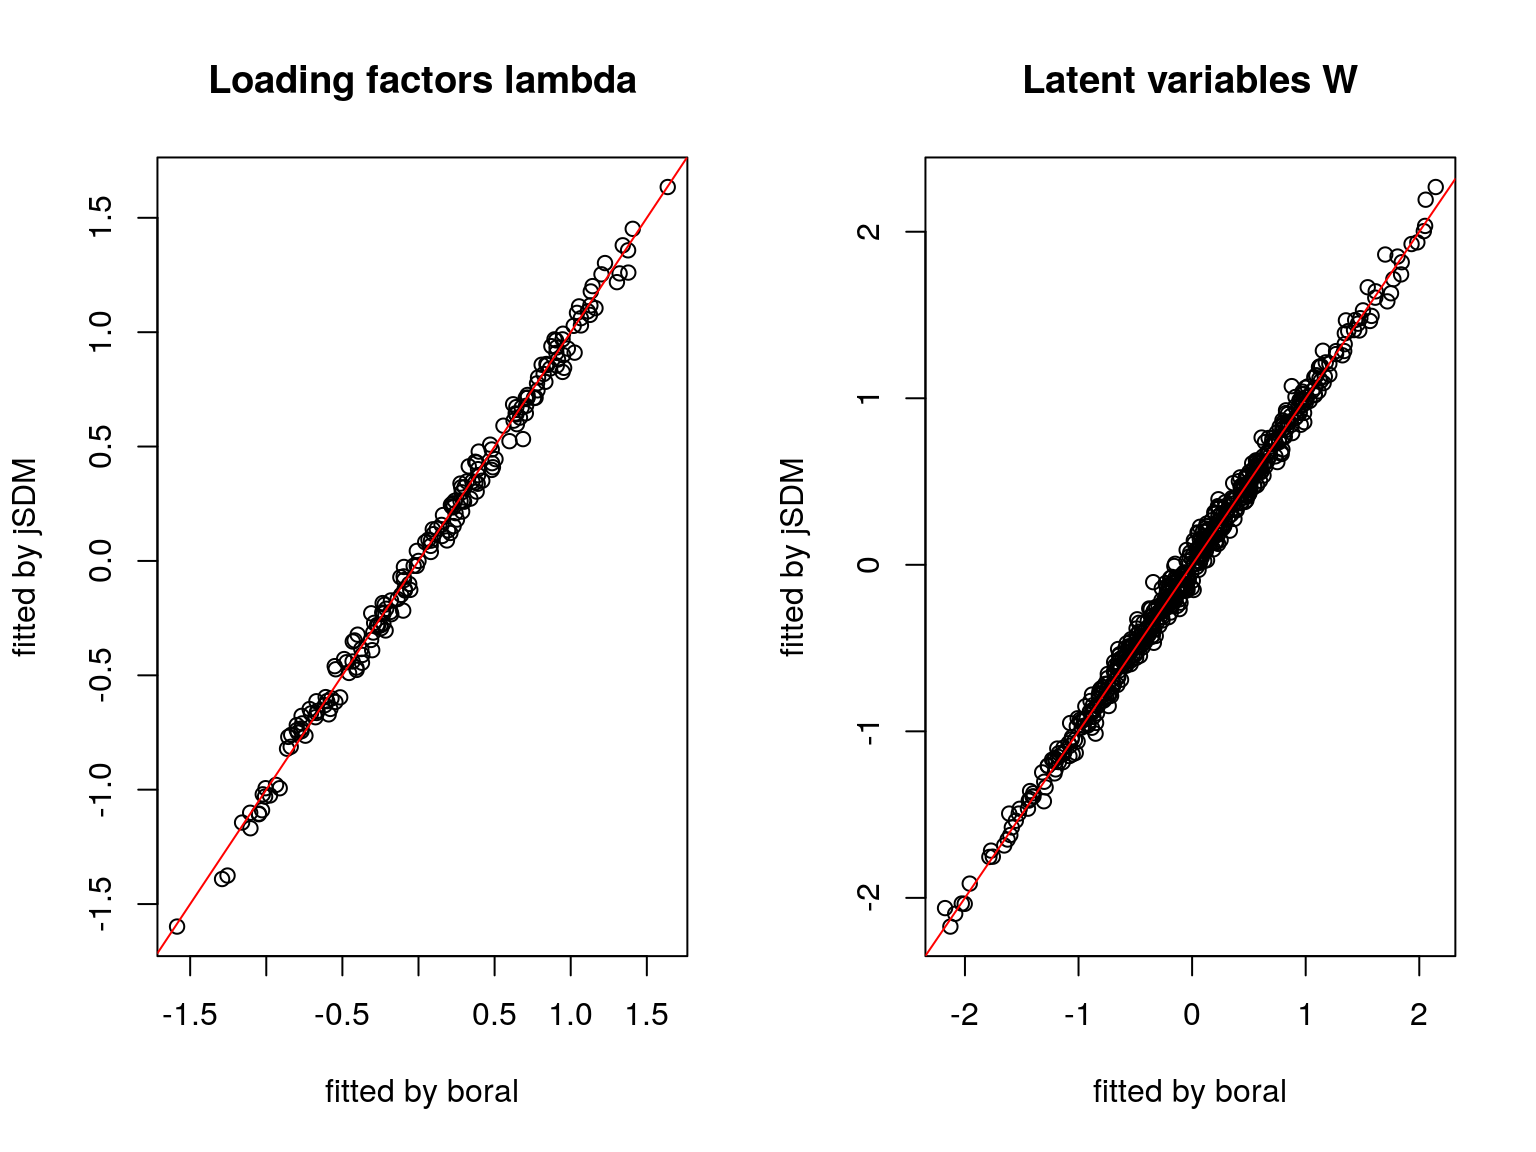 Loading factors lambda
fitted by jSDM
1.5
1.0
0.5
0.0
-0.5
-1.0
-1.5
-1.5 -0.5 0.5 1.0 1.5
fitted by boral
Latent variables W
fitted by jSDM
2
1
0
-1
-2
-2 -1 0 1 2
fitted by boral